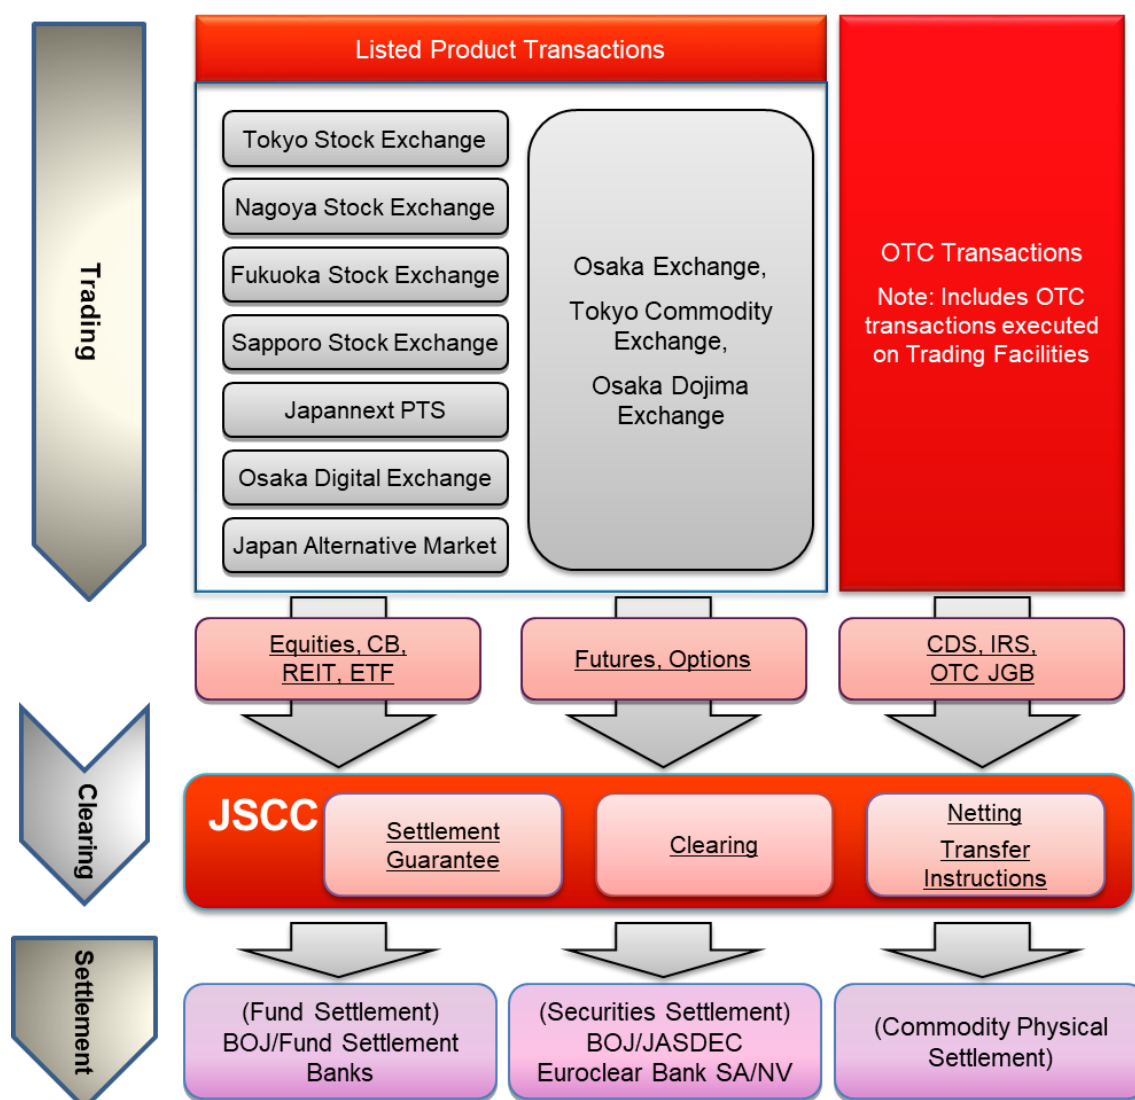 Trading
Listed Product Transactions
Tokyo Stock Exchange
Nagoya Stock Exchange
Fukuoka Stock Exchange
Sapporo Stock Exchange
Japannext PTS
Osaka Digital Exchange
Japan Alternative Market
Osaka Exchange,
Tokyo Commodity
Exchange,
Osaka Dojima
Exchange
OTC Transactions
Note: Includes OTC
transactions executed
on Trading Facilities
Equities, CB,
REIT, ETF
Futures, Options
CDS, IRS,
OTC JGB
Clearing
JSCC
Settlement
Guarantee
Clearing
Netting
Transfer
Instructions
Settlement
(Fund Settlement)
BOJ/Fund Settlement
Banks
(Securities Settlement)
BOJ/JASDEC
Euroclear Bank SA/NV
(Commodity Physical
Settlement)